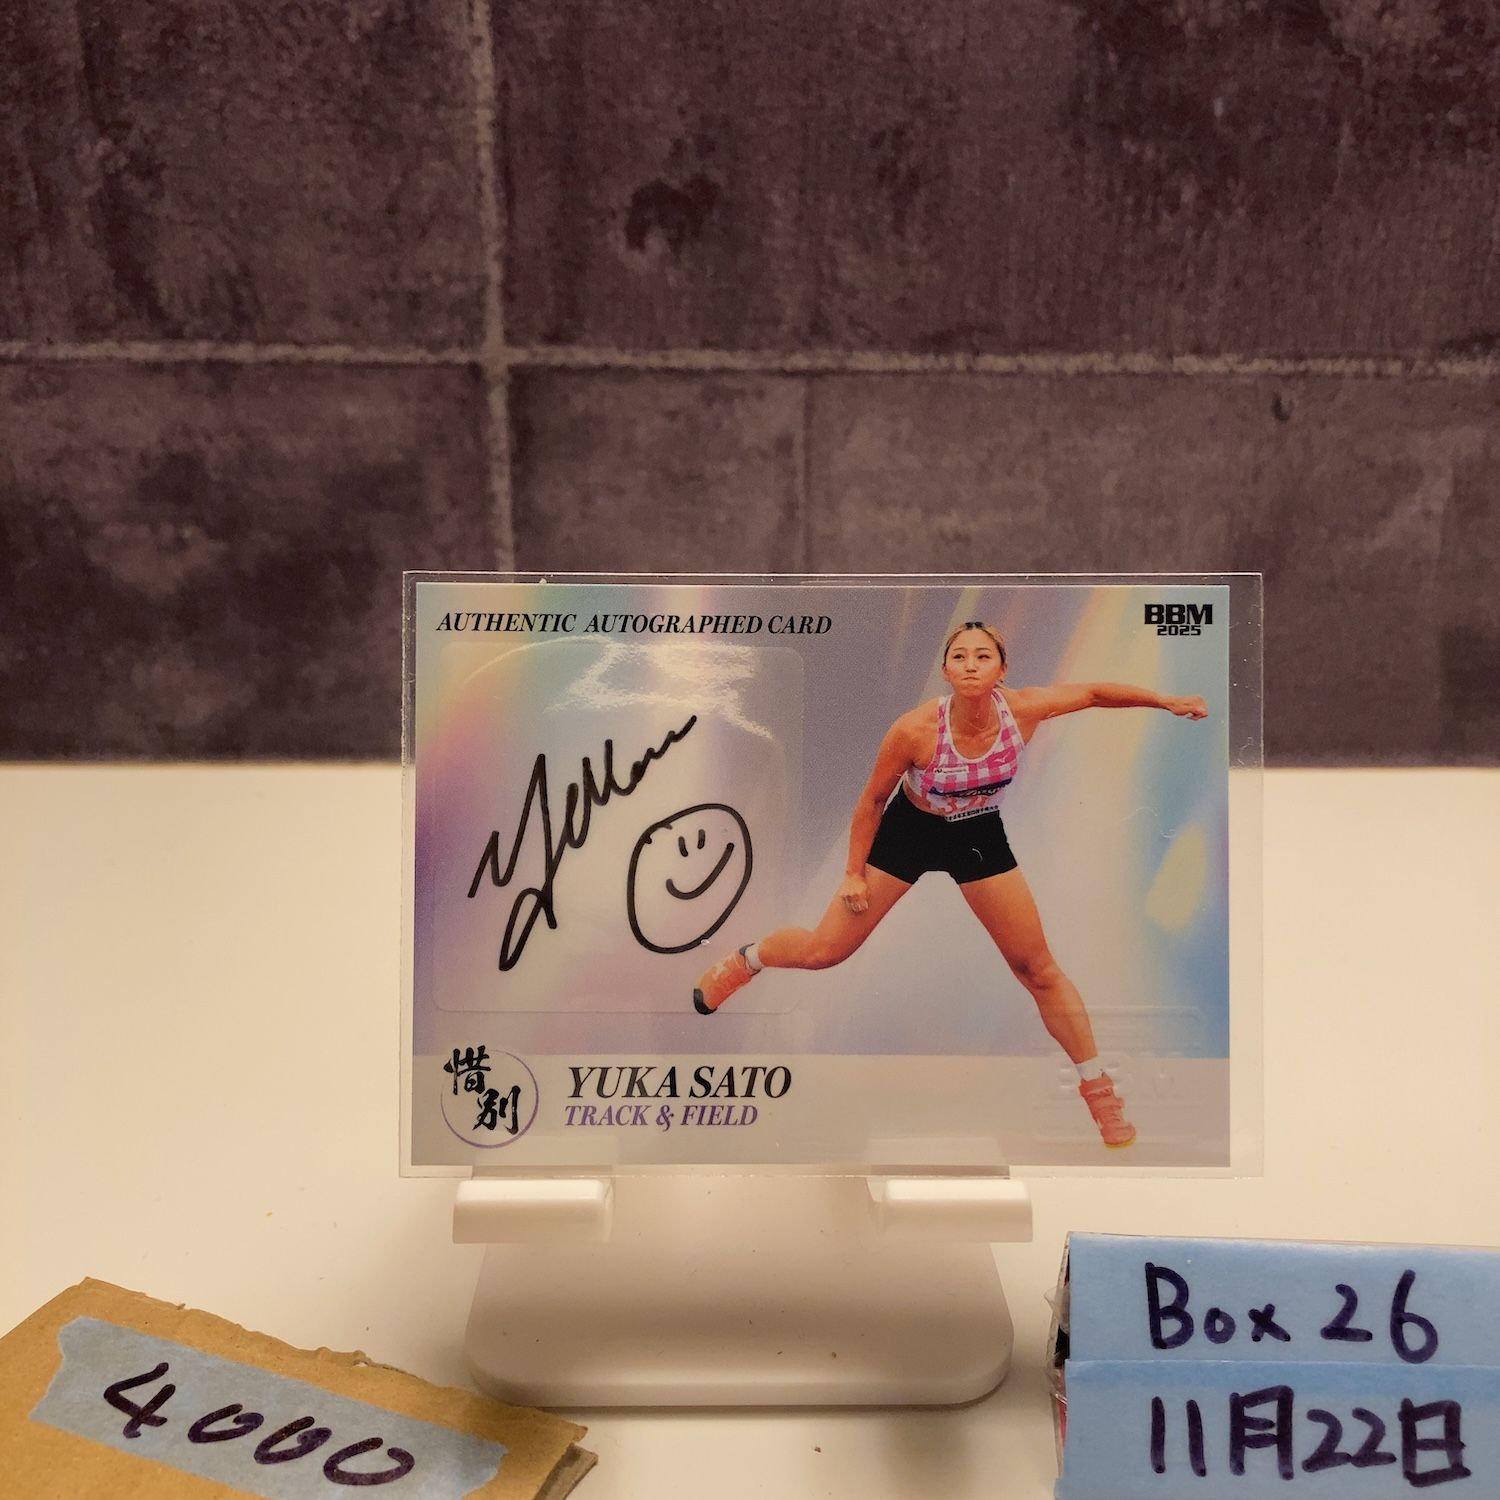 AUTHENTIC AUTOGRAPHED CARD
BBM
2025
惜別
YUKA SATO
TRACK & FIELD
4000
Box 26
11月22日